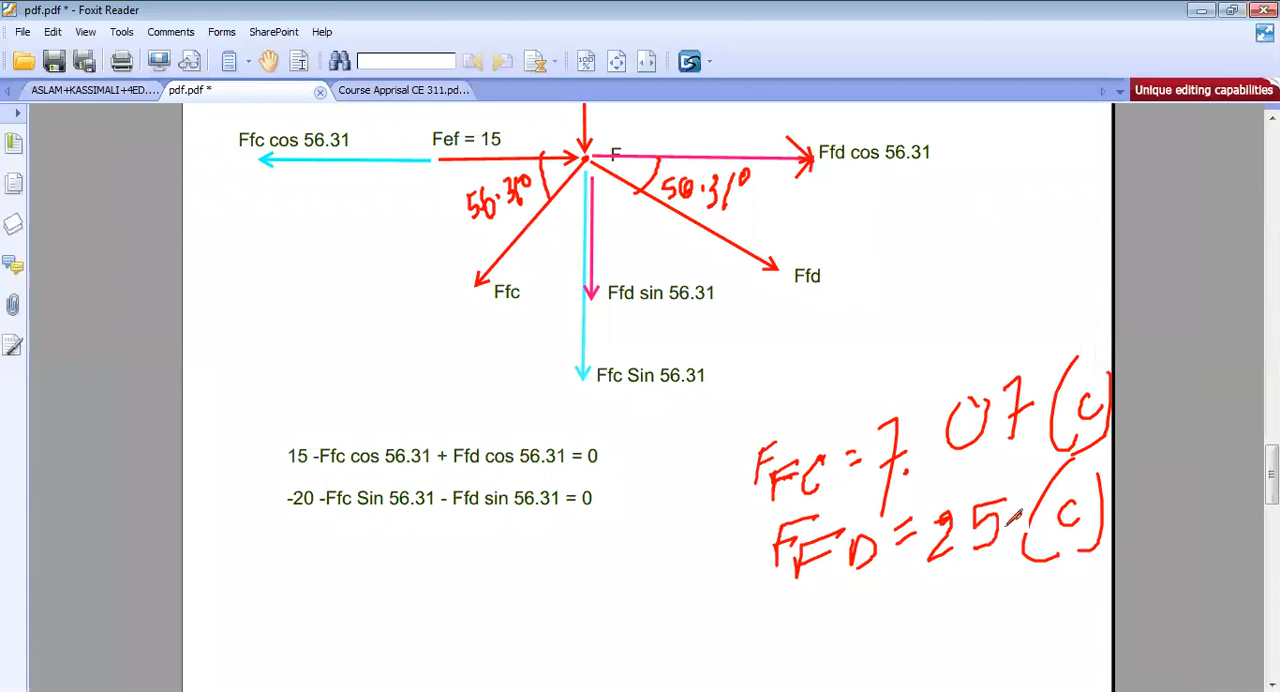 pdf.pdf * - Foxit Reader
File Edit View Tools Comments Forms SharePoint Help
ASLAM+KASSIMALI+4ED.... pdf.pdf * Course Apprisal CE 311.pd... Unique editing capabilities
Ffc cos 56.31 Fef = 15 F Ffd cos 56.31
56.31° 56.31°
Ffc Ffd
Ffd sin 56.31
Ffc Sin 56.31
15 -Ffc cos 56.31 + Ffd cos 56.31 = 0
-20 -Ffc Sin 56.31 - Ffd sin 56.31 = 0
FFC = 7.07 (C)
FFD = 25 (C)